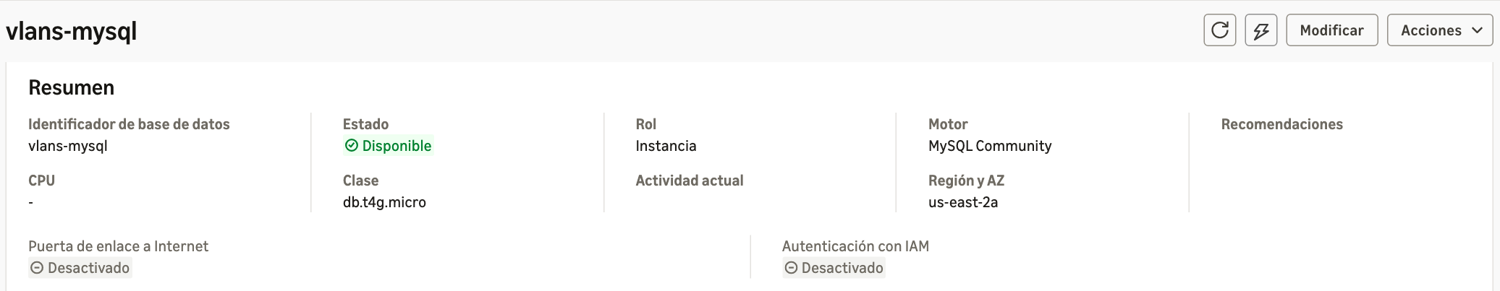 vlans-mysql
Modificar
Acciones
Resumen
Identificador de base de datos
vlans-mysql
Estado
Disponible
Rol
Instancia
Motor
MySQL Community
Recomendaciones
CPU
-
Clase
db.t4g.micro
Actividad actual
Región y AZ
us-east-2a
Puerta de enlace a Internet
Desactivado
Autenticación con IAM
Desactivado